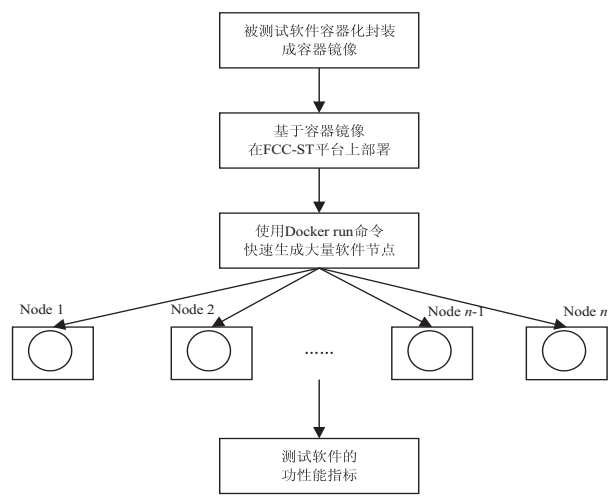 被测试软件容器化封装
成容器镜像
基于容器镜像
在FCC-ST平台上部署
使用Docker run命令
快速生成大量软件节点
Node 1
Node 2
Node n-1
Node n
......
测试软件的
功性能指标